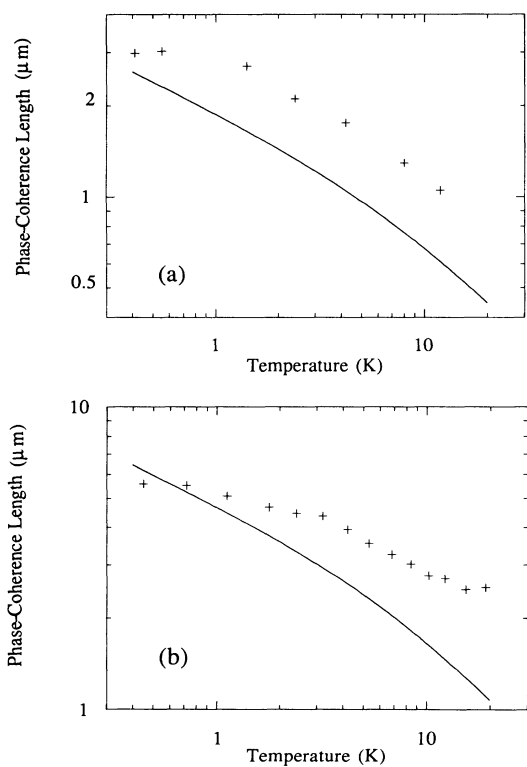 2
1
0.5
Phase-Coherence Length (μm)
(a)
1
10
Temperature (K)
10
1
Phase-Coherence Length (μm)
(b)
1
10
Temperature (K)